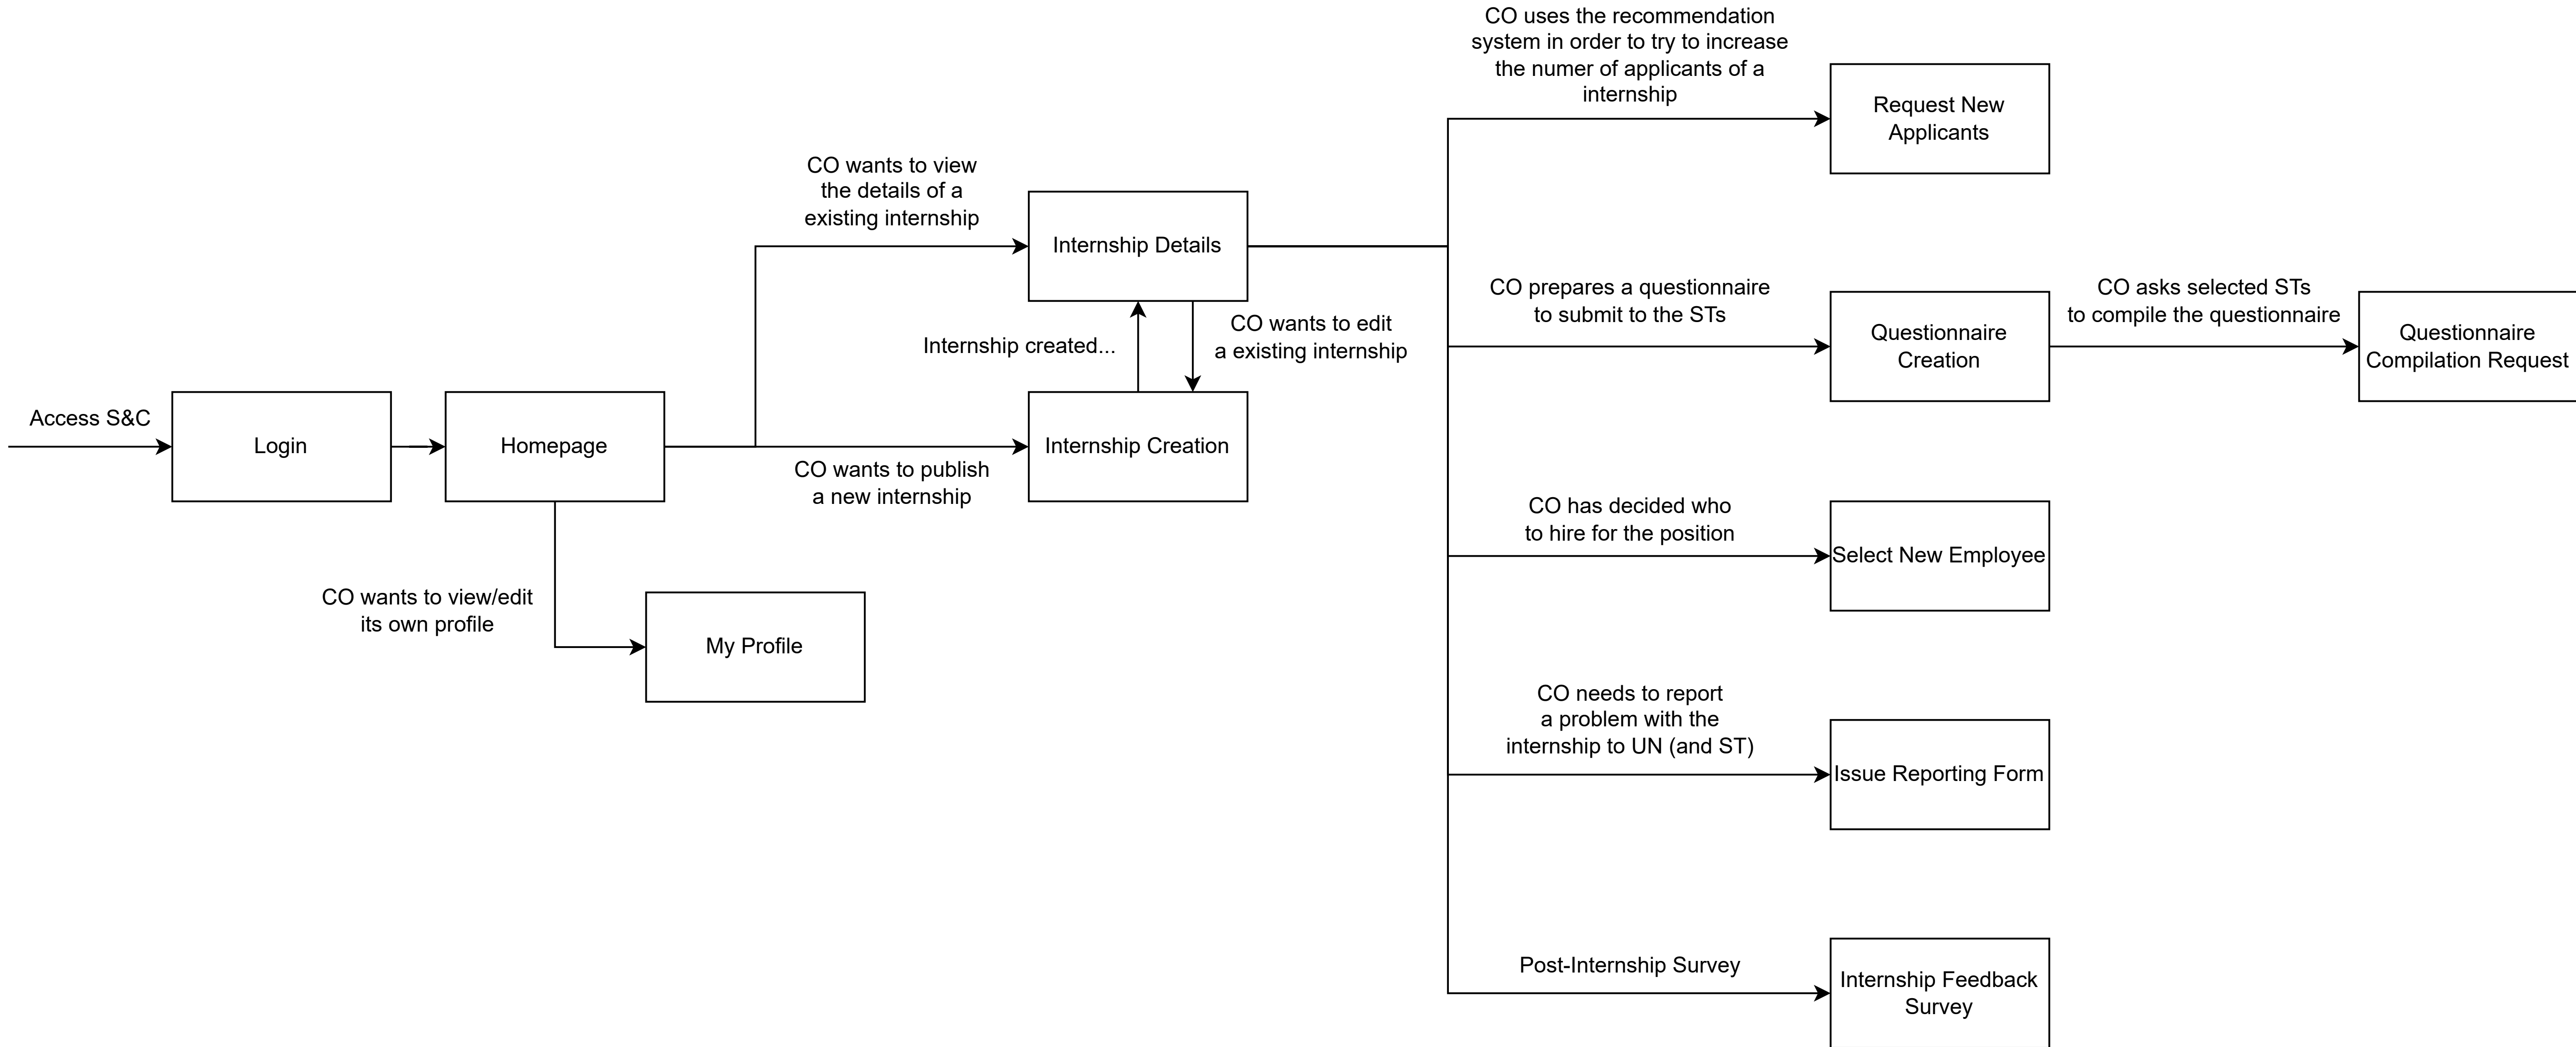 CO uses the recommendation
system in order to try to increase
the numer of applicants of a
internship
Request New
Applicants
CO wants to view
the details of a
existing internship
Internship Details
CO prepares a questionnaire
to submit to the STs
Questionnaire
Creation
CO asks selected STs
to compile the questionnaire
Questionnaire
Compilation Request
Internship created...
CO wants to edit
a existing internship
Access S&C
Login
Homepage
Internship Creation
CO wants to publish
a new internship
CO has decided who
to hire for the position
Select New Employee
CO wants to view/edit
its own profile
My Profile
CO needs to report
a problem with the
internship to UN (and ST)
Issue Reporting Form
Post-Internship Survey
Internship Feedback
Survey